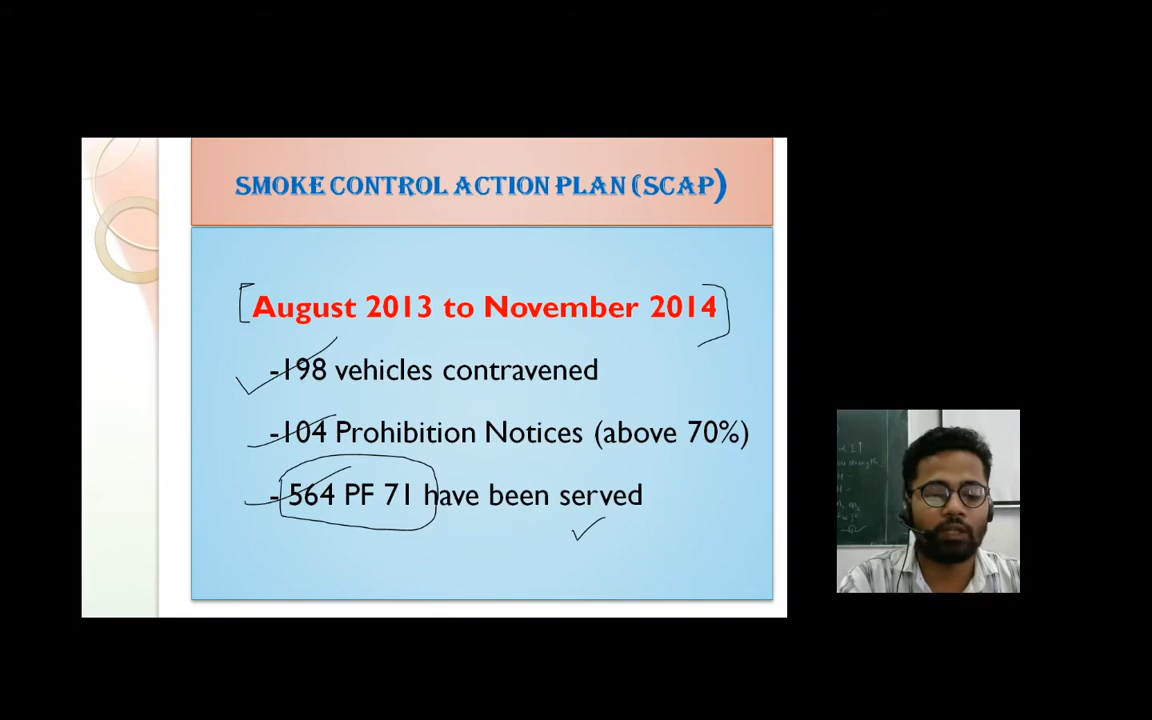 SMOKE CONTROL ACTION PLAN (SCAP)
August 2013 to November 2014
-198 vehicles contravened
-104 Prohibition Notices (above 70%)
- 564 PF 71 have been served